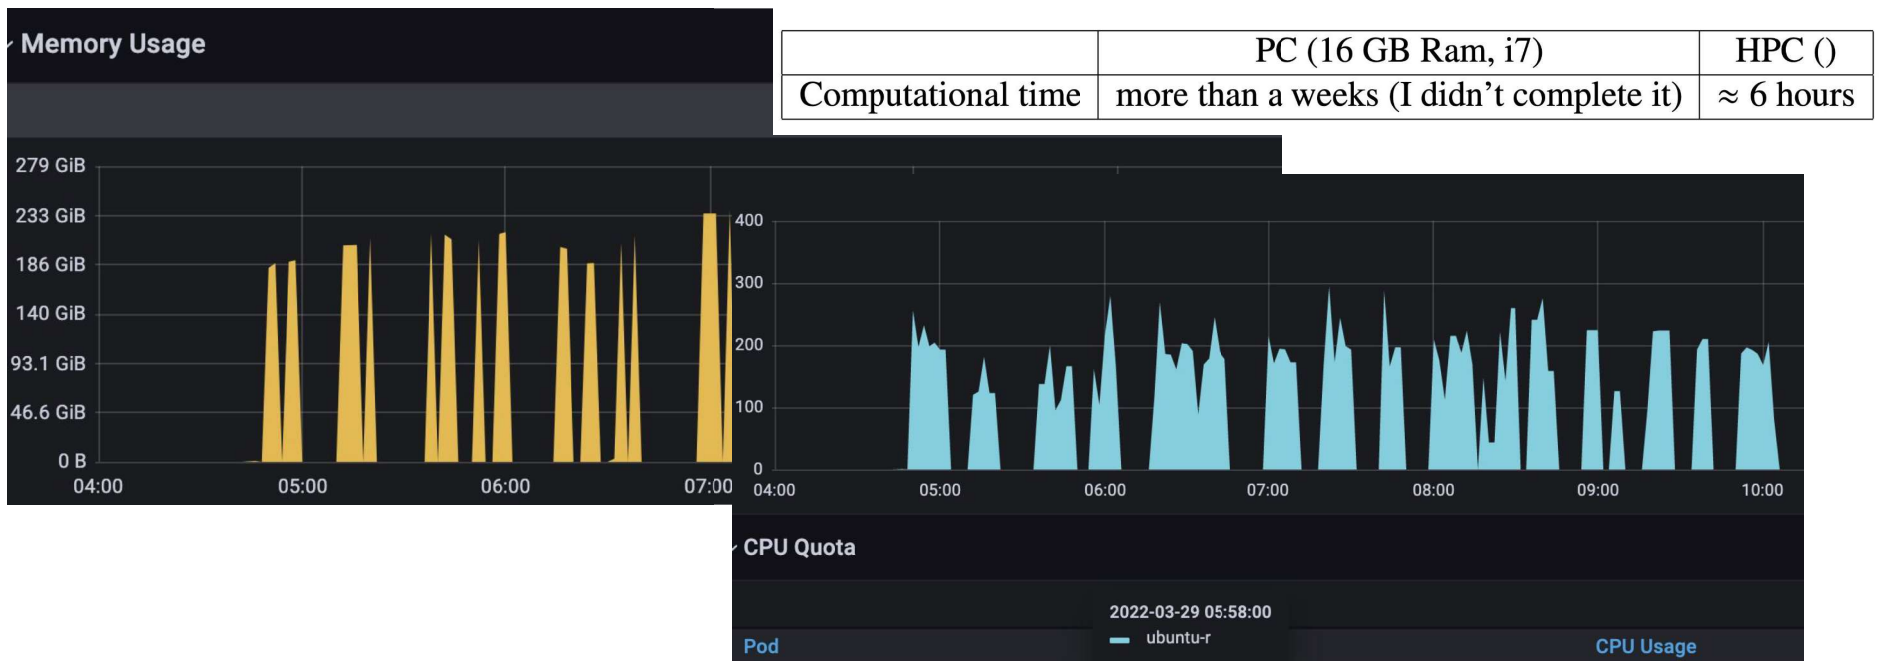 Memory Usage
PC (16 GB Ram, i7) HPC ()
Computational time more than a weeks (I didn't complete it) ≈ 6 hours
279 GiB
233 GiB
186 GiB
140 GiB
93.1 GiB
46.6 GiB
0 B
04:00 05:00 06:00 07:00
400
300
200
100
0
04:00 05:00 06:00 07:00 08:00 09:00 10:00
CPU Quota
2022-03-29 05:58:00
ubuntu-r
Pod CPU Usage